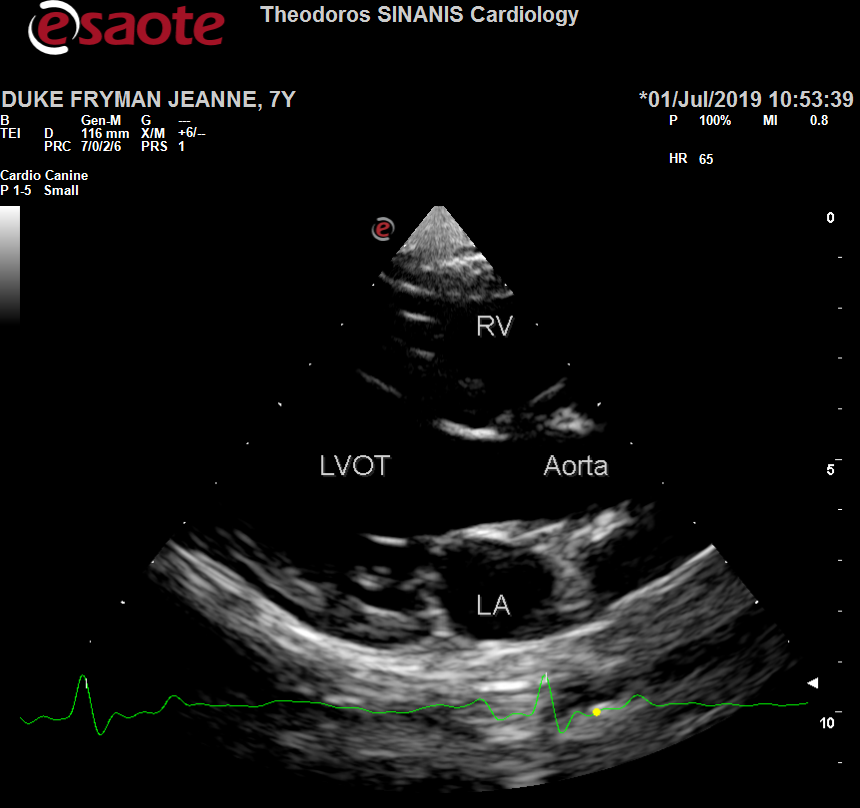 esaote
Theodoros SINANIS Cardiology
DUKE FRYMAN JEANNE, 7Y *01/Jul/2019 10:53:39
B Gen-M G --- P 100% MI 0.8
TEI D 116 mm X/M +6/--
PRC 7/0/2/6 PRS 1
HR 65
Cardio Canine
P 1-5 Small
e
0
RV
LVOT Aorta 5
LA
10